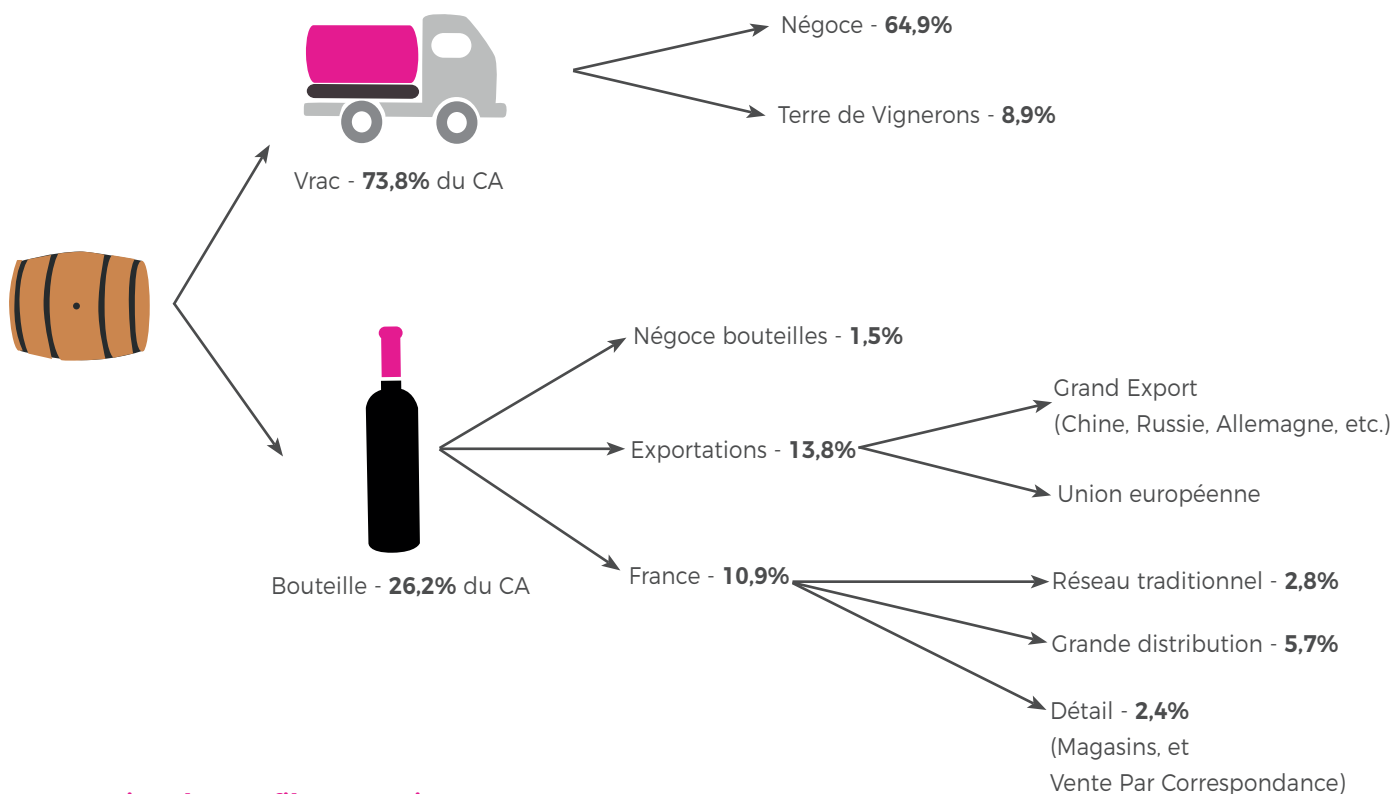 Négoce - 64,9%
Terre de Vignerons - 8,9%
Vrac - 73,8% du CA
Négoce bouteilles - 1,5%
Exportations - 13,8%
Grand Export
(Chine, Russie, Allemagne, etc.)
Union européenne
Bouteille - 26,2% du CA
France - 10,9%
Réseau traditionnel - 2,8%
Grande distribution - 5,7%
Détail - 2,4%
(Magasins, et
Vente Par Correspondance)